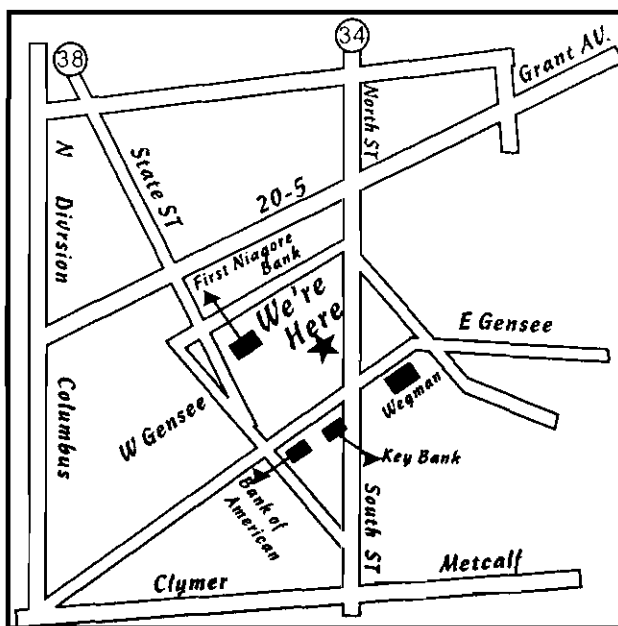 34
38
Grant AV.
North ST
N Divrsion
State ST
20-5
First Niagore
Bank
We're
Here
E Gensee
Wegman
Columbus
W Gensee
Key Bank
Bank of
American
South ST
Clymer
Metcalf